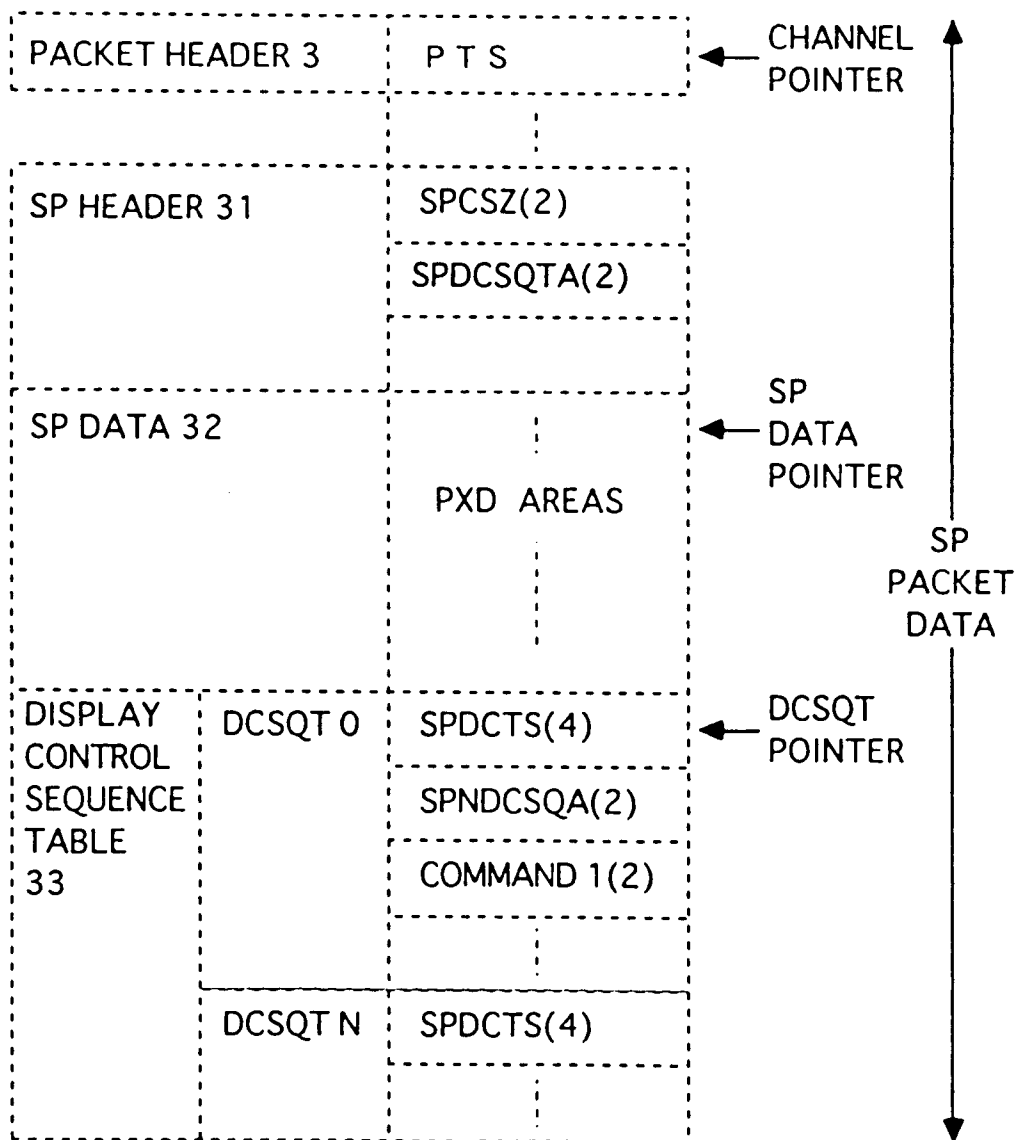 PACKET HEADER 3
P T S
CHANNEL
POINTER
SP HEADER 31
SPCSZ(2)
SPDCSQTA(2)
SP DATA 32
PXD AREAS
SP
DATA
POINTER
SP
PACKET
DATA
DISPLAY
CONTROL
SEQUENCE
TABLE
33
DCSQT 0
SPDCTS(4)
DCSQT
POINTER
SPNDCSQA(2)
COMMAND 1(2)
DCSQT N
SPDCTS(4)